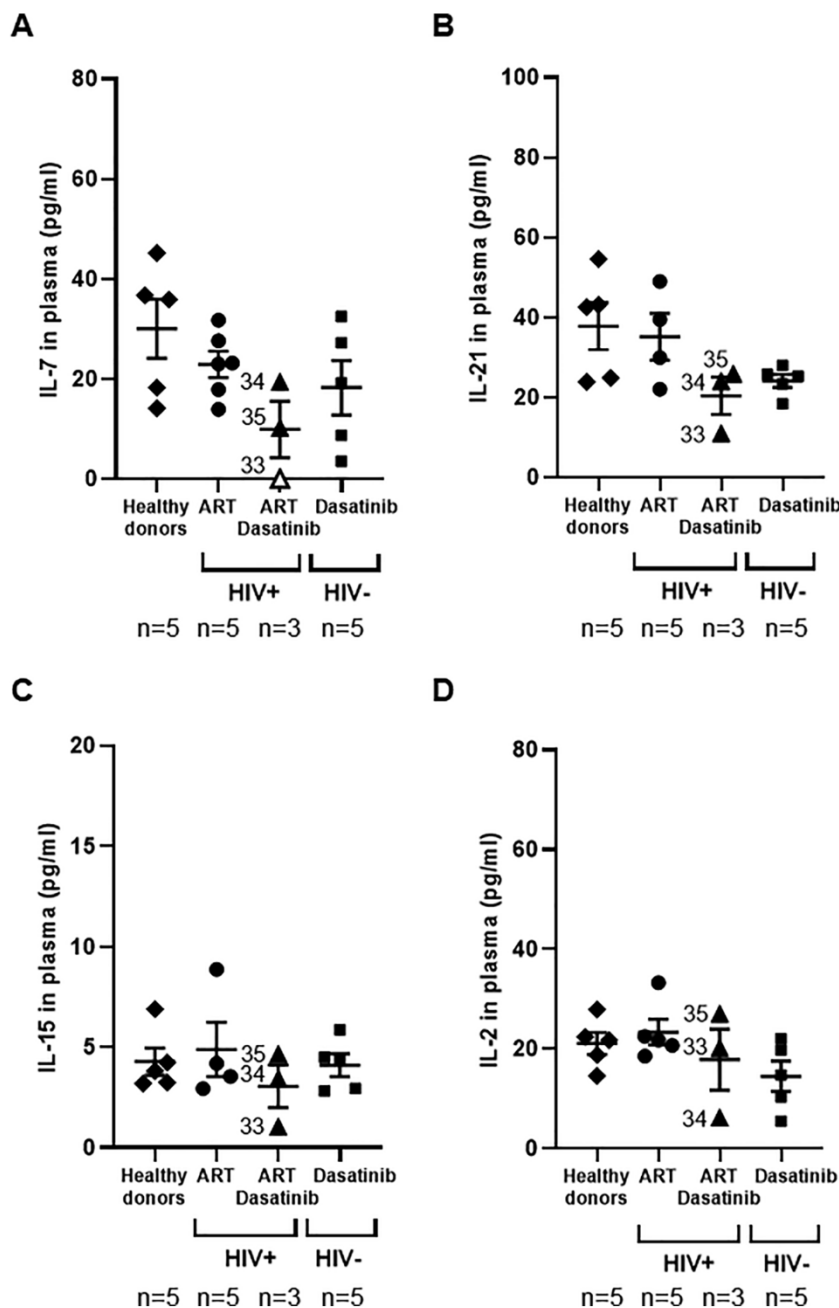 A
IL-7 in plasma (pg/ml)
80
60
40
20
0
34
35
33
Healthy donors
ART
ART Dasatinib
Dasatinib
HIV+
HIV-
n=5 n=5 n=3 n=5
B
IL-21 in plasma (pg/ml)
100
80
60
40
20
0
35
34
33
Healthy donors
ART
ART Dasatinib
Dasatinib
HIV+
HIV-
n=5 n=5 n=3 n=5
C
IL-15 in plasma (pg/ml)
20
15
10
5
0
35
34
33
Healthy donors
ART
ART Dasatinib
Dasatinib
HIV+
HIV-
n=5 n=5 n=3 n=5
D
IL-2 in plasma (pg/ml)
80
60
40
20
0
35
33
34
Healthy donors
ART
ART Dasatinib
Dasatinib
HIV+
HIV-
n=5 n=5 n=3 n=5